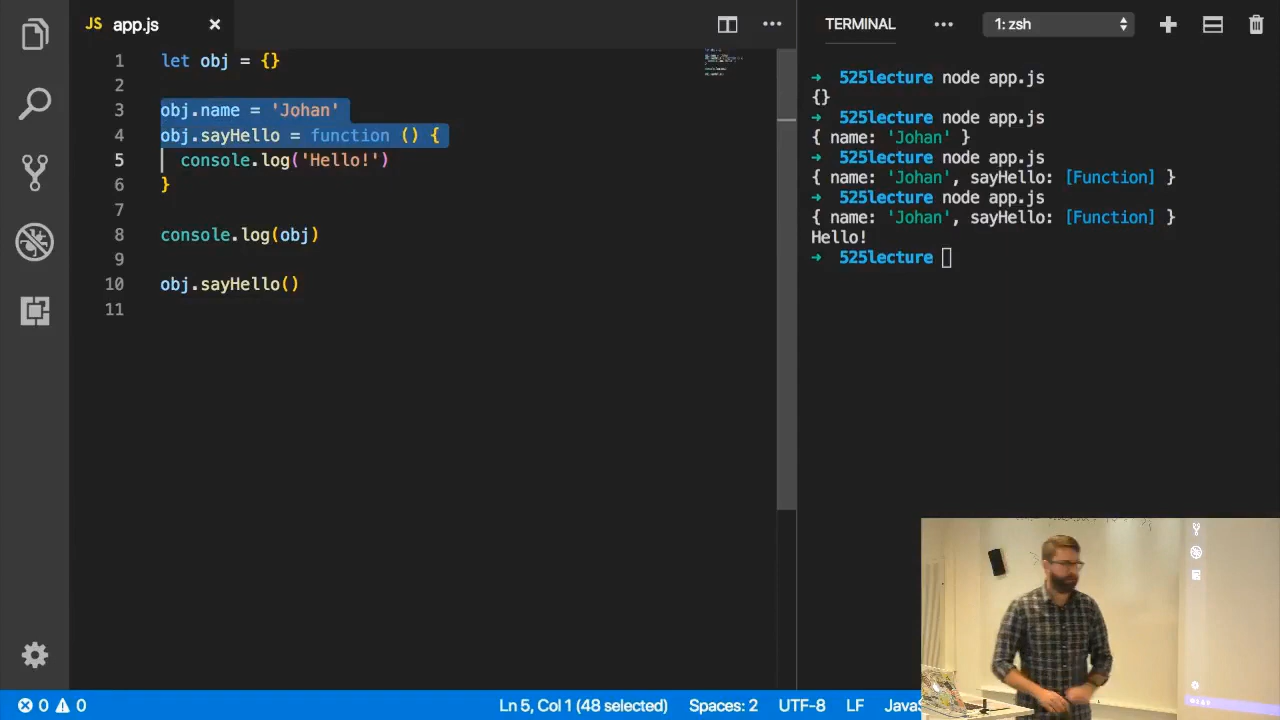 JS app.js ×
TERMINAL ••• 1: zsh
1 let obj = {}
2
3 obj.name = 'Johan'
4 obj.sayHello = function () {
5 console.log('Hello!')
6 }
7
8 console.log(obj)
9
10 obj.sayHello()
11
➜ 525lecture node app.js
{}
➜ 525lecture node app.js
{ name: 'Johan' }
➜ 525lecture node app.js
{ name: 'Johan', sayHello: [Function] }
➜ 525lecture node app.js
{ name: 'Johan', sayHello: [Function] }
Hello!
➜ 525lecture
0 0 Ln 5, Col 1 (48 selected) Spaces: 2 UTF-8 LF JavaS